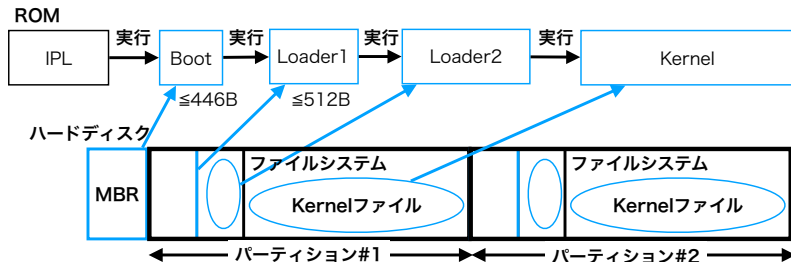 ROM
IPL
実行
Boot
実行
Loader1
実行
Loader2
実行
Kernel
≦446B
≦512B
ハードディスク
MBR
ファイルシステム
Kernelファイル
ファイルシステム
Kernelファイル
パーティション#1
パーティション#2